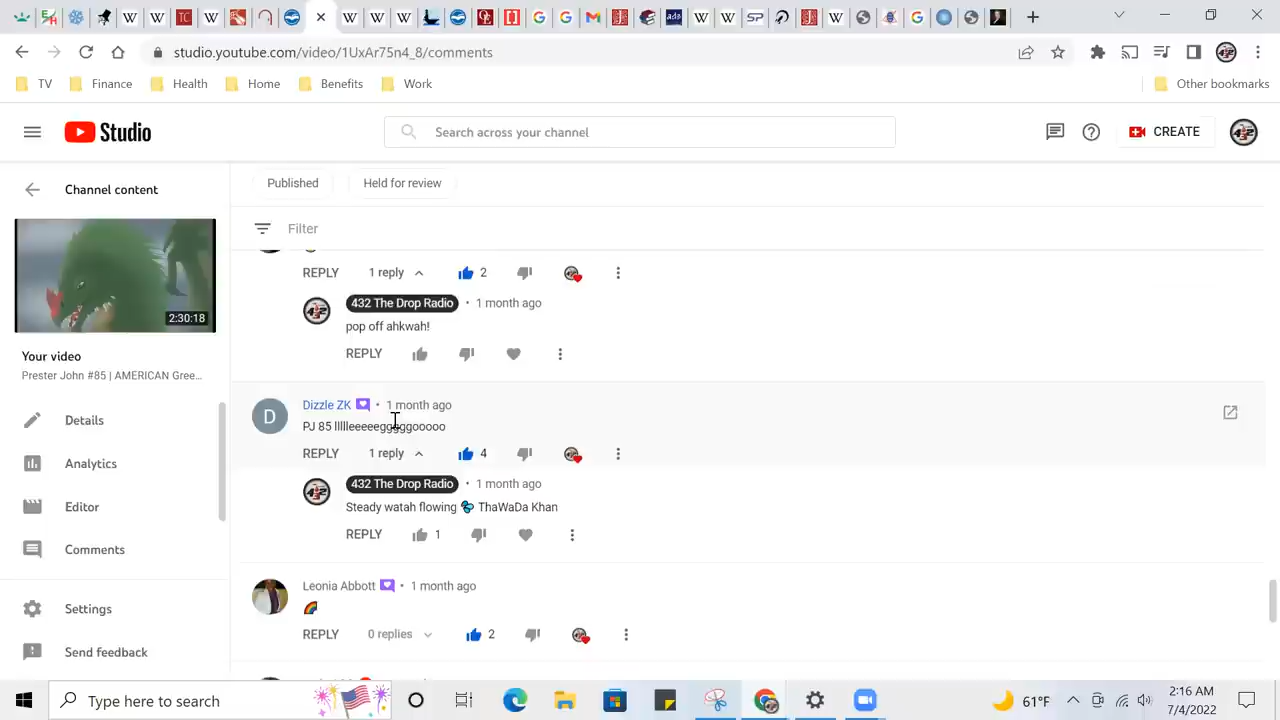 studio.youtube.com/video/1UxAr75n4_8/comments
TV Finance Health Home Benefits Work Other bookmarks
Studio
Search across your channel
CREATE
Channel content
2:30:18
Your video
Prester John #85 | AMERICAN Gree...
Details
Analytics
Editor
Comments
Settings
Send feedback
Published Held for review
Filter
REPLY 1 reply 2
432 The Drop Radio • 1 month ago
pop off ahkwah!
REPLY
D
Dizzle ZK • 1 month ago
REPLY 1 reply 4
432 The Drop Radio • 1 month ago
Steady watah flowing ThaWaDa Khan
REPLY 1
Leonia Abbott • 1 month ago
REPLY 0 replies 2
Type here to search
61°F
2:16 AM
7/4/2022